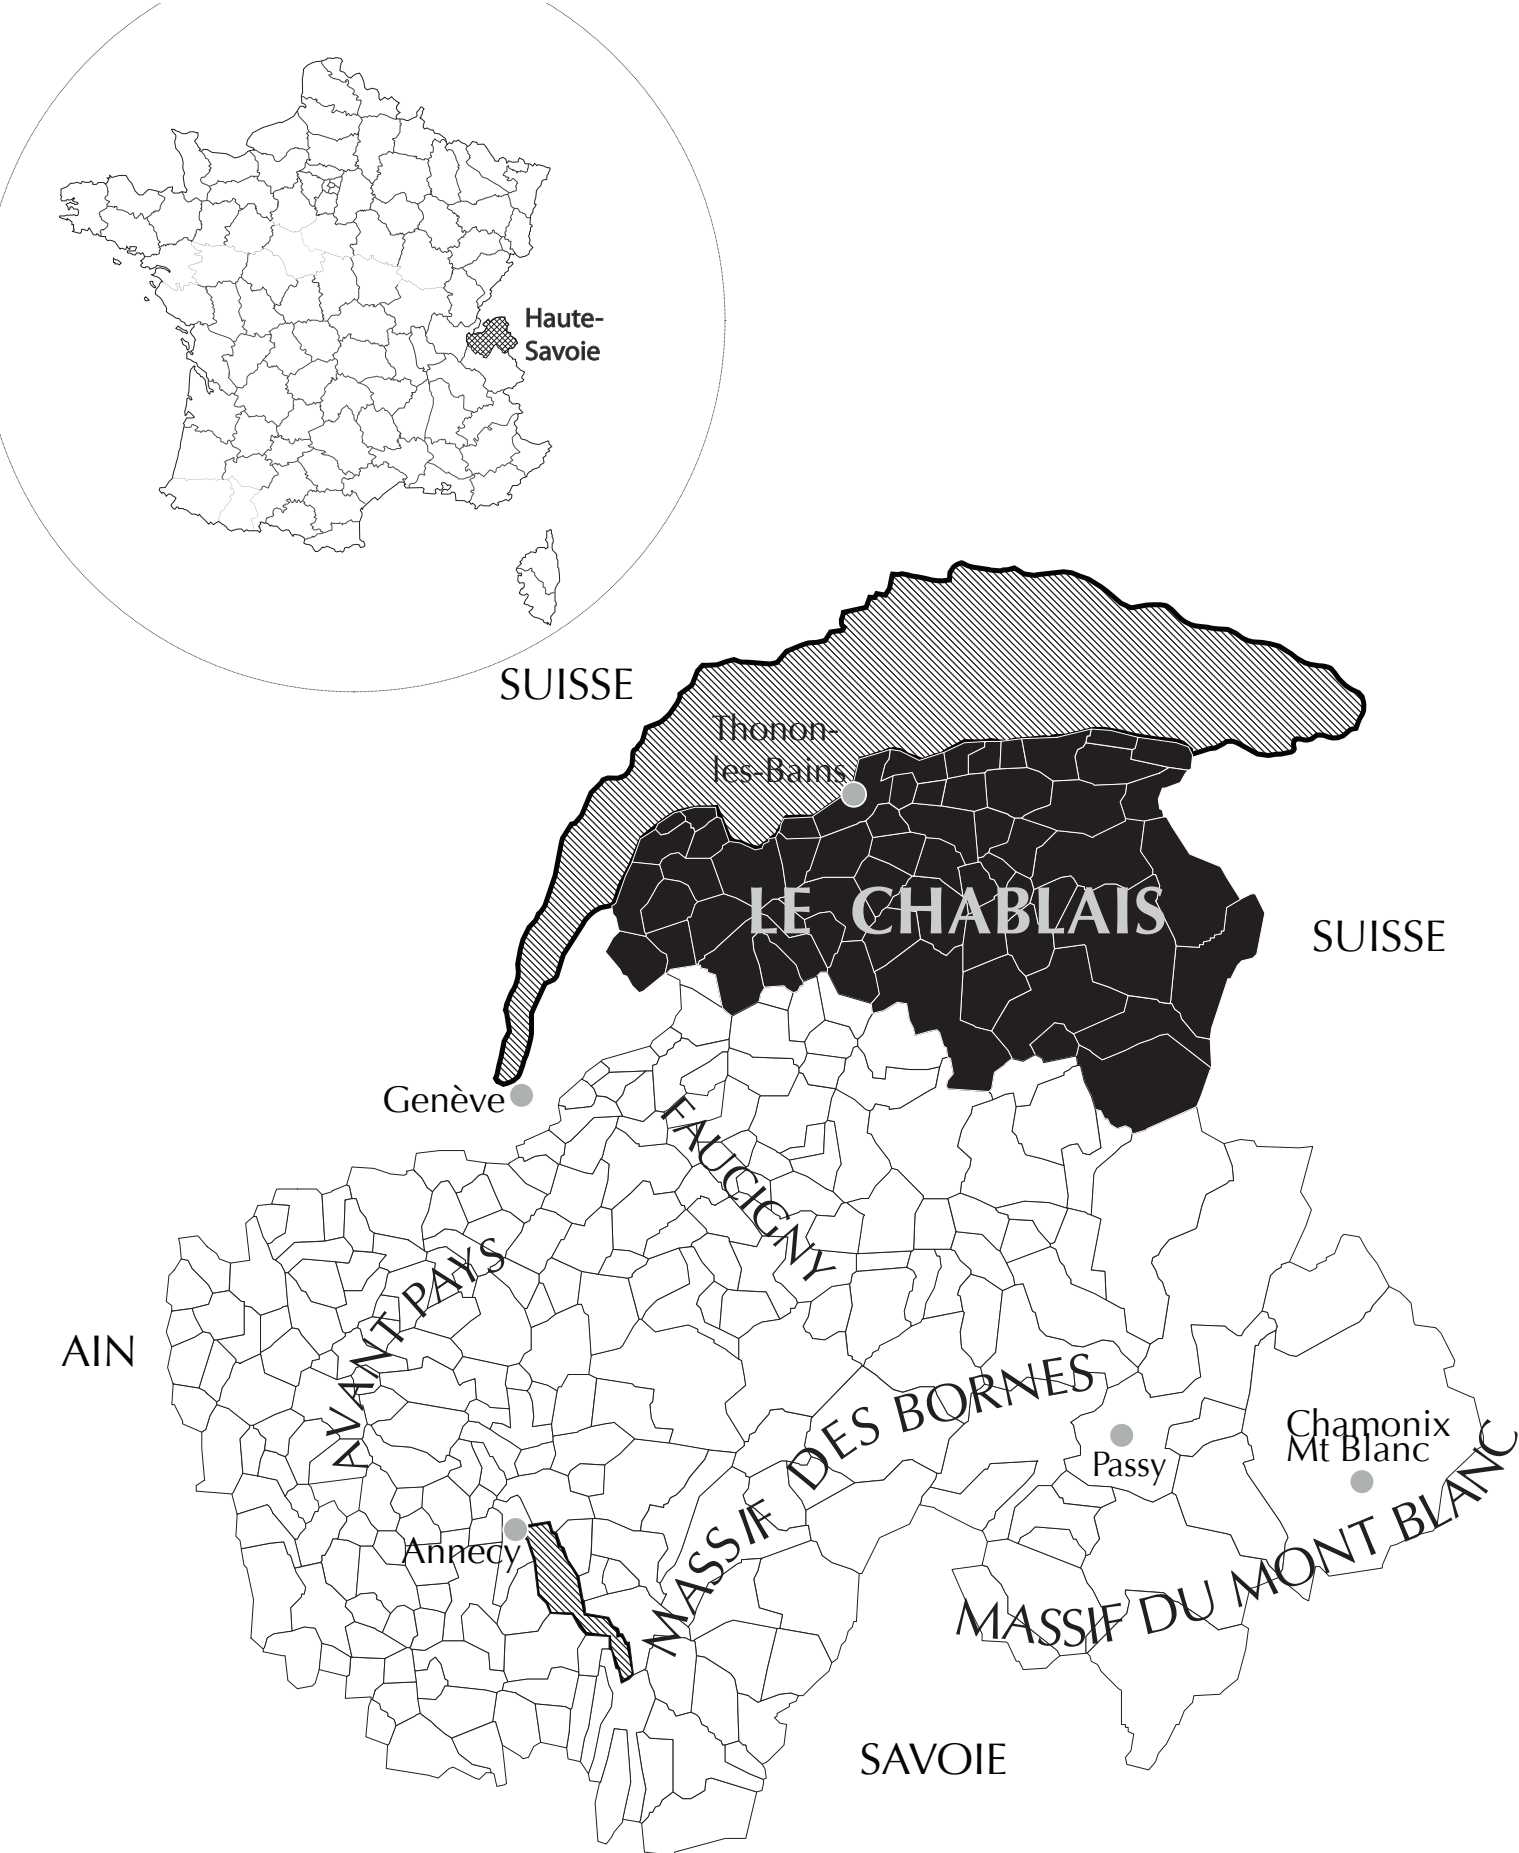 Haute-
Savoie
SUISSE
Thonon-
les-Bains
LE CHABLAIS
SUISSE
Genève
FAUCIGNY
AVANT PAYS
AIN
MASSIF DES BORNES
Chamonix
Mt Blanc
Passy
Annecy
MASSIF DU MONT BLANC
SAVOIE